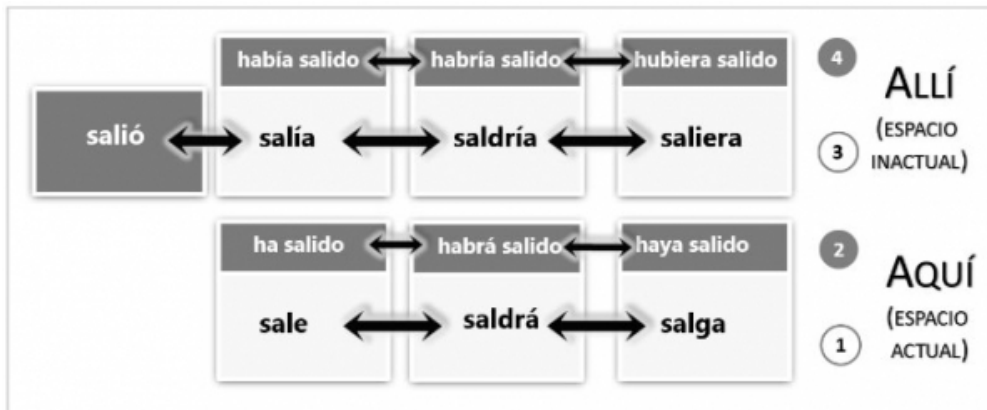 había salido habría salido hubiera salido 4
ALLÍ
salió salía saldría saliera
(ESPACIO
3 INACTUAL)
ha salido habrá salido haya salido 2
AQUÍ
sale saldrá salga
(ESPACIO
1 ACTUAL)